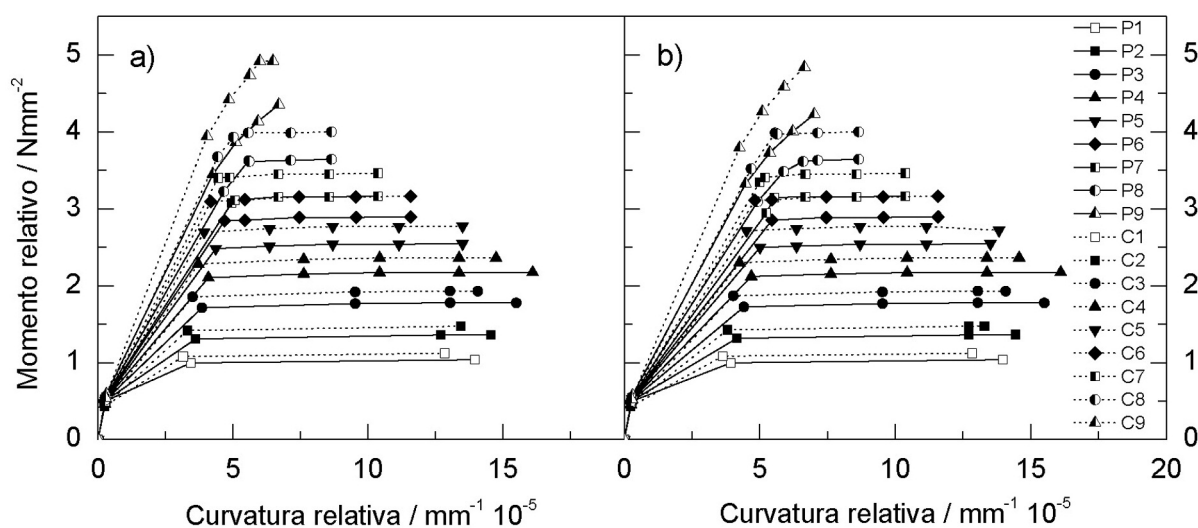 a)
b)
5
4
3
2
1
0
Momento relativo / Nmm-2
0
5
10
15
0
5
10
15
20
Curvatura relativa / mm-1 10-5
Curvatura relativa / mm-1 10-5
P1
P2
P3
P4
P5
P6
P7
P8
P9
C1
C2
C3
C4
C5
C6
C7
C8
C9
5
4
3
2
1
0